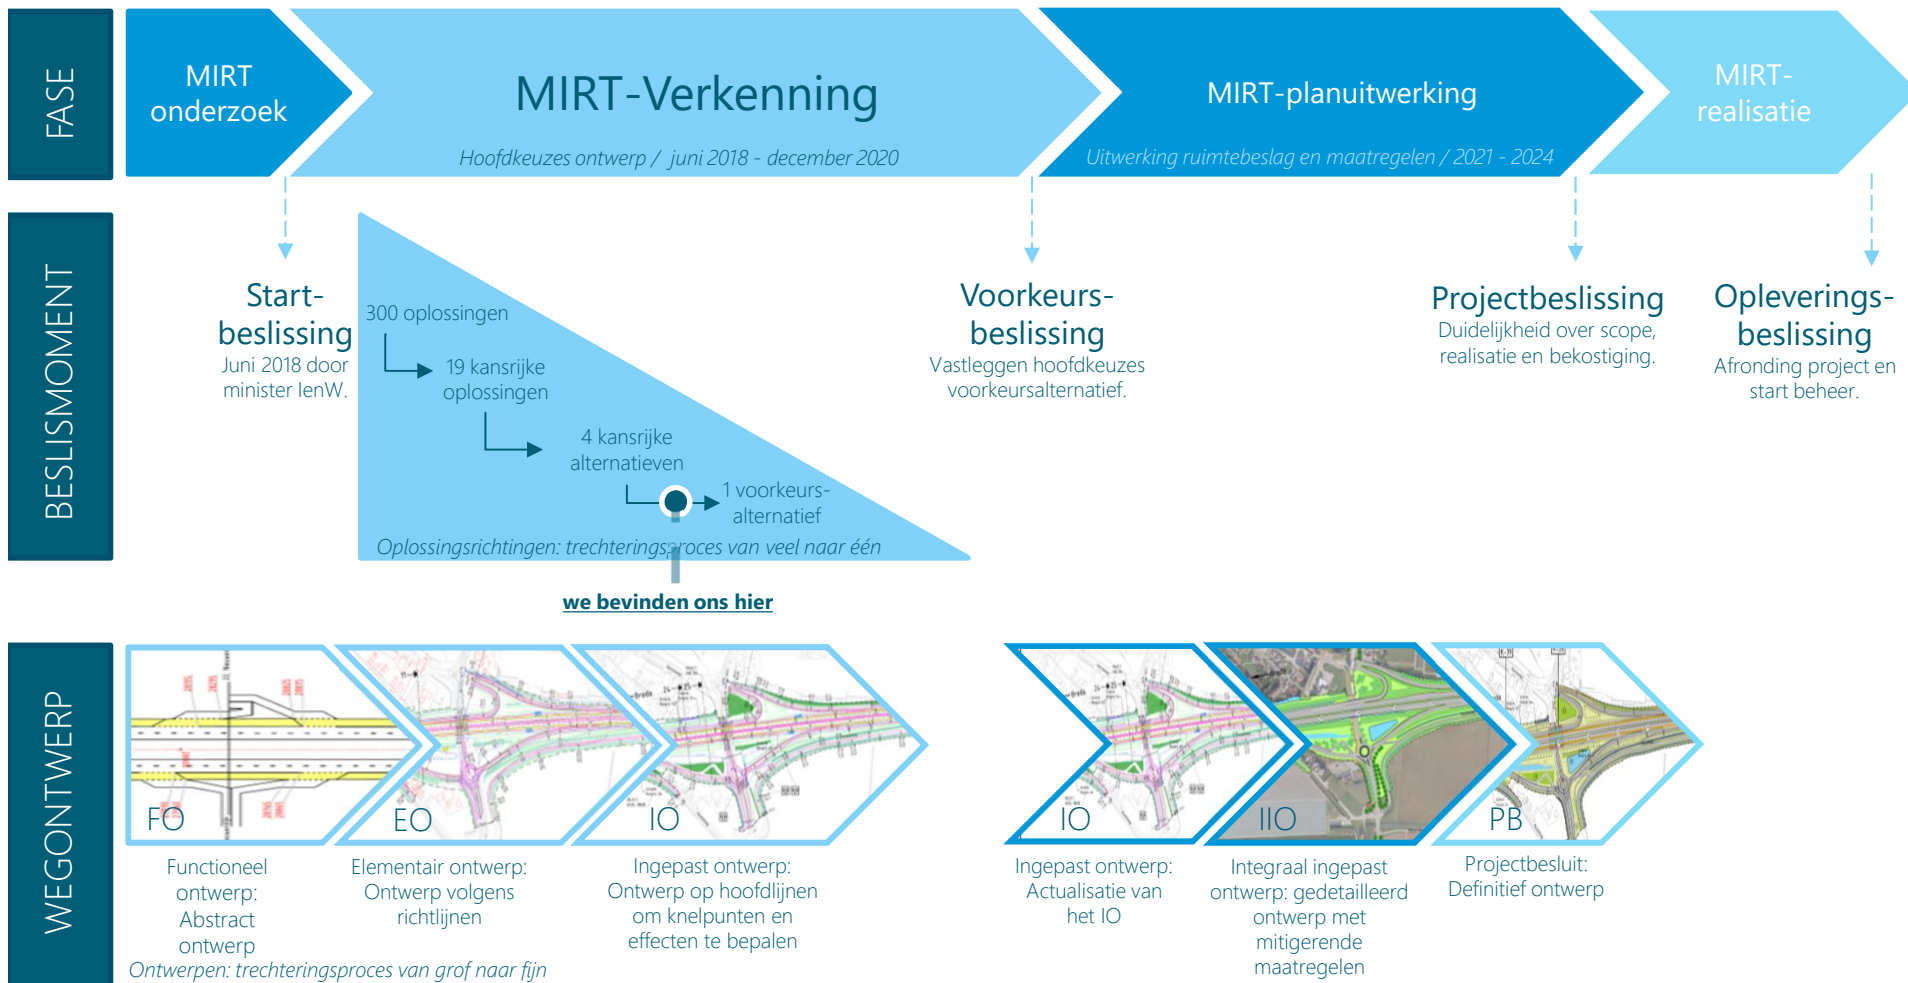 FASE
MIRT
onderzoek
MIRT-Verkenning
Hoofdkeuzes ontwerp / juni 2018 - december 2020
MIRT-planuitwerking
Uitwerking ruimtebeslag en maatregelen / 2021 - 2024
MIRT-
realisatie
BESLISMOMENT
Start-
beslissing
Juni 2018 door
minister IenW.
300 oplossingen
19 kansrijke
oplossingen
4 kansrijke
alternatieven
1 voorkeurs-
alternatief
Oplossingsrichtingen: trechteringsproces van veel naar één
we bevinden ons hier
Voorkeurs-
beslissing
Vastleggen hoofdkeuzes
voorkeursalternatief.
Projectbeslissing
Duidelijkheid over scope,
realisatie en bekostiging.
Opleverings-
beslissing
Afronding project en
start beheer.
WEGONTWERP
FO
EO
IO
IO
IIO
PB
Functioneel
ontwerp:
Abstract
ontwerp
Elementair ontwerp:
Ontwerp volgens
richtlijnen
Ingepast ontwerp:
Ontwerp op hoofdlijnen
om knelpunten en
effecten te bepalen
Ingepast ontwerp:
Actualisatie van
het IO
Integraal ingepast
ontwerp: gedetailleerd
ontwerp met
mitigerende
maatregelen
Projectbesluit:
Definitief ontwerp
Ontwerpen: trechteringsproces van grof naar fijn